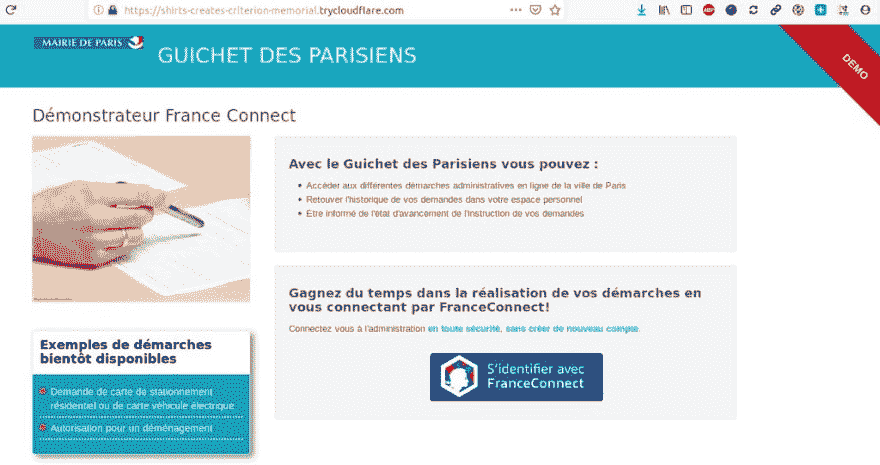 https://shirts-creates-criterion-memorial.trycloudflare.com
ABP
MAIRIE DE PARIS
GUICHET DES PARISIENS
DEMO
Démonstrateur France Connect
Avec le Guichet des Parisiens vous pouvez :
Accéder aux différentes démarches administratives en ligne de la ville de Paris
Retouver l'historique de vos demandes dans votre espace personnel
Etre informé de l'état d'avancement de l'instruction de vos demandes
Gagnez du temps dans la réalisation de vos démarches en
vous connectant par FranceConnect!
Connectez vous à l'administration en toute sécurité, sans créer de nouveau compte.
S'identifier avec
FranceConnect
Exemples de démarches
bientôt disponibles
Demande de carte de stationnement
résidentiel ou de carte véhicule électrique
Autorisation pour un déménagement